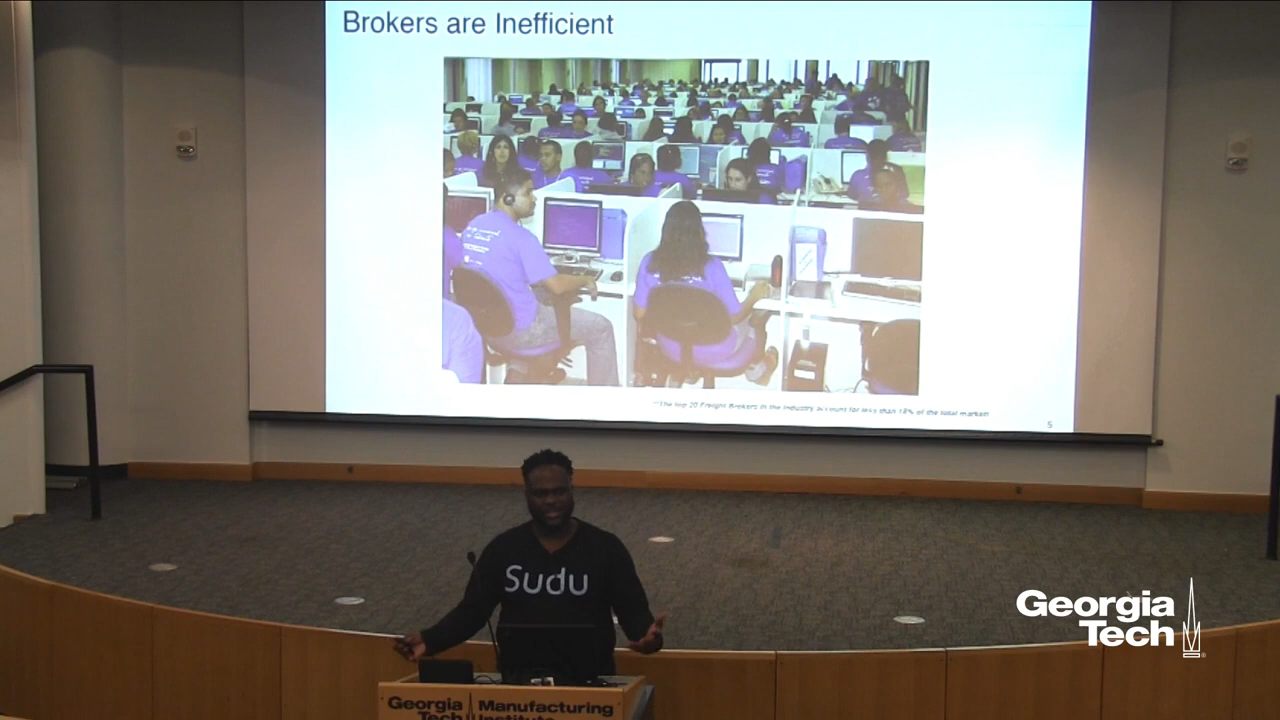 Brokers are Inefficient
**The top 20 Freight Brokers in the industry account for less than 18% of the total market
5
Sudu
Georgia
Tech
Georgia
Tech
Manufacturing
Institute